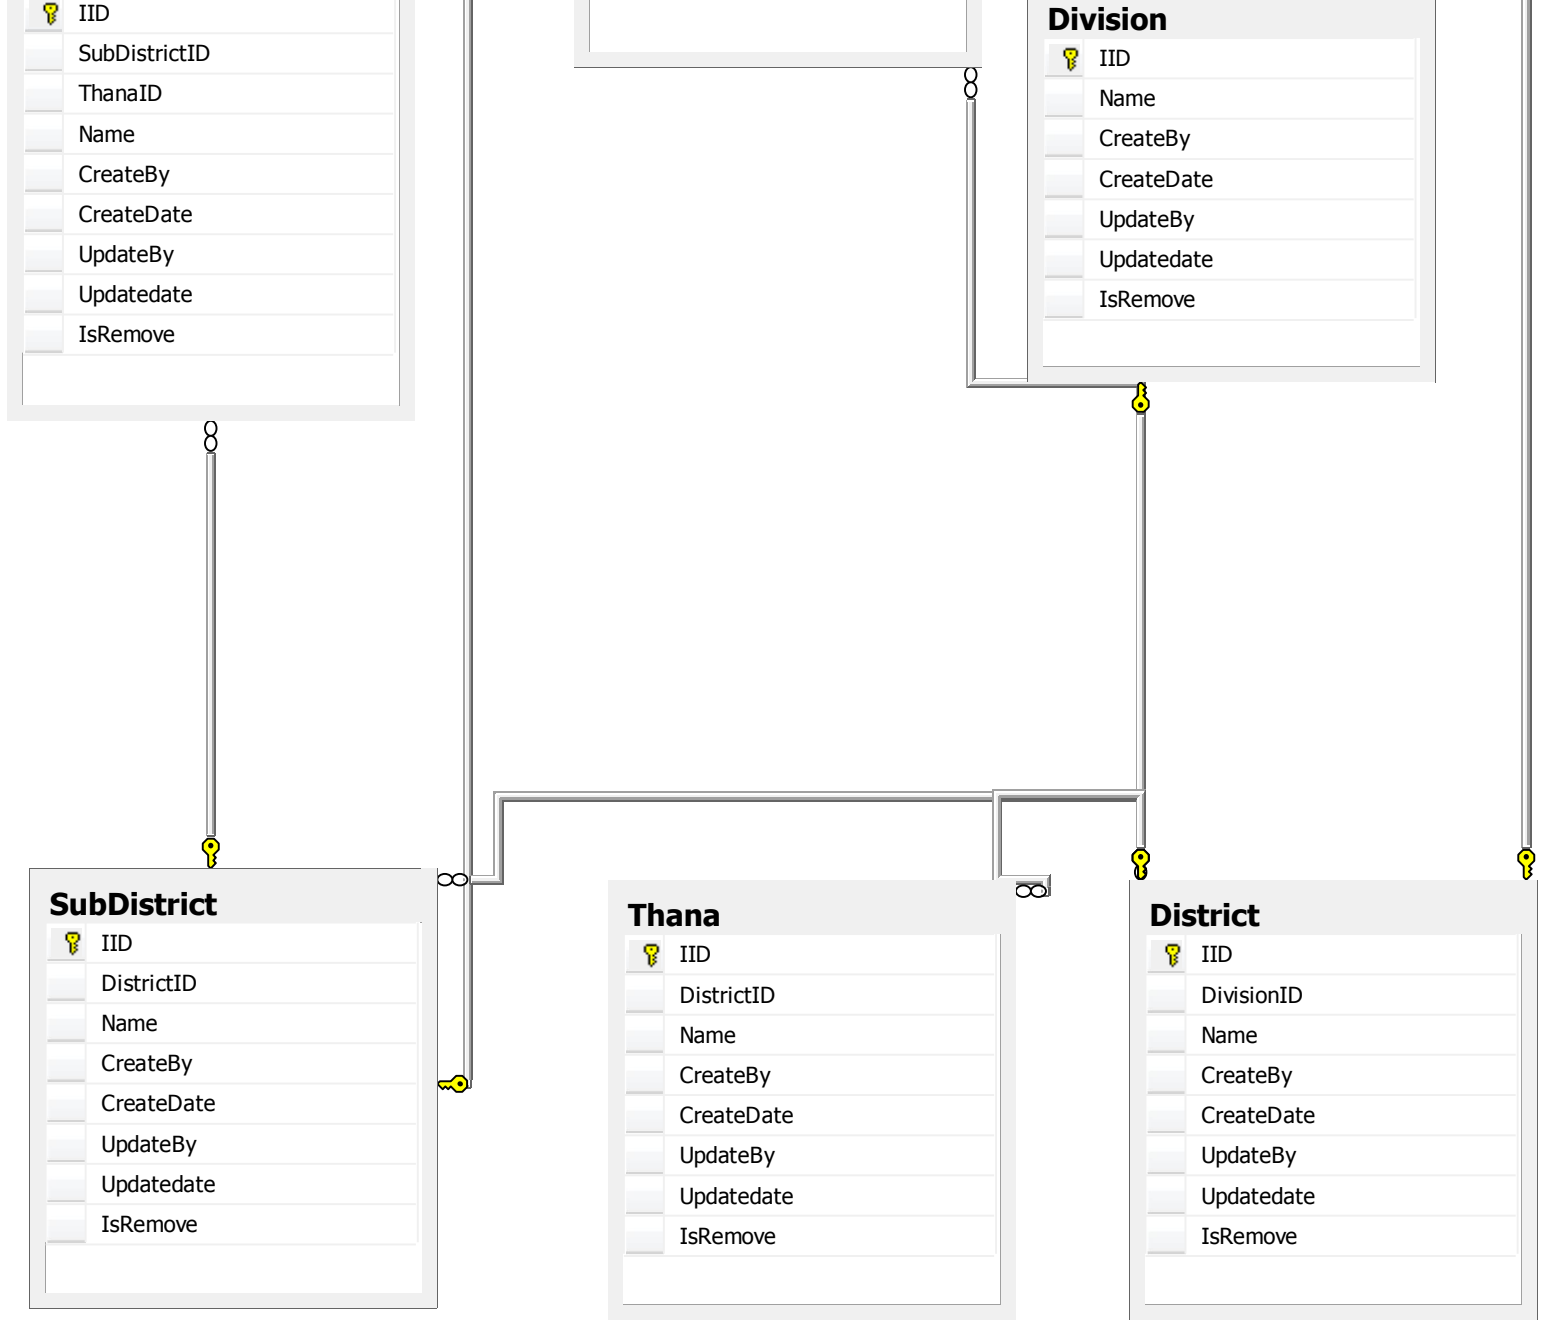 IID
SubDistrictID
ThanaID
Name
CreateBy
CreateDate
UpdateBy
Updatedate
IsRemove
Division
IID
Name
CreateBy
CreateDate
UpdateBy
Updatedate
IsRemove
SubDistrict
IID
DistrictID
Name
CreateBy
CreateDate
UpdateBy
Updatedate
IsRemove
Thana
IID
DistrictID
Name
CreateBy
CreateDate
UpdateBy
Updatedate
IsRemove
District
IID
DivisionID
Name
CreateBy
CreateDate
UpdateBy
Updatedate
IsRemove